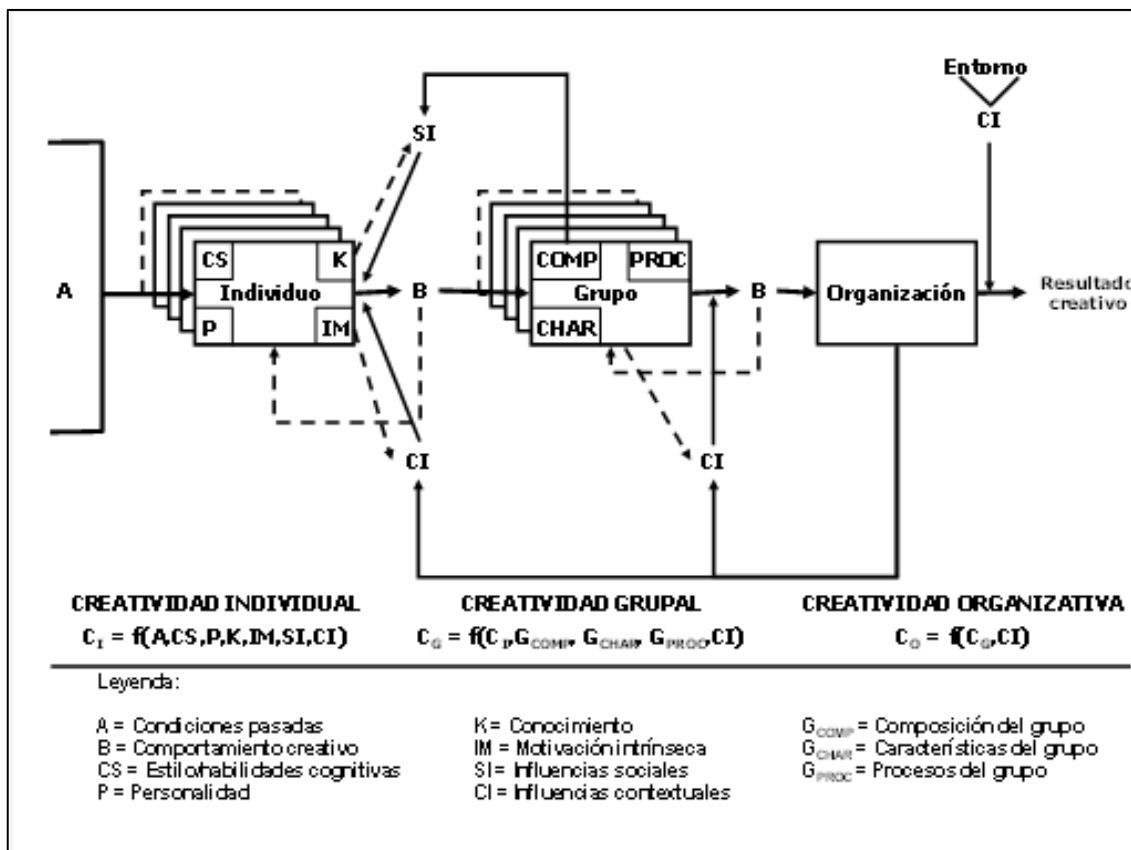 Entorno
CI
SI
CS K
Individuo
P IM
A
B
COMP PROC
Grupo
CHAR
B
Organización
Resultado
creativo
CI
CI
CREATIVIDAD INDIVIDUAL
C_I = f(A,CS,P,K,IM,SI,CI)
CREATIVIDAD GRUPAL
C_G = f(C_I,G_COMP, G_CHAR, G_PROC,CI)
CREATIVIDAD ORGANIZATIVA
C_O = f(C_G,CI)
Leyenda:
A = Condiciones pasadas
B = Comportamiento creativo
CS = Estilo/habilidades cognitivas
P = Personalidad
K = Conocimiento
IM = Motivación intrínseca
SI = Influencias sociales
CI = Influencias contextuales
G_COMP = Composición del grupo
G_CHAR = Características del grupo
G_PROC = Procesos del grupo